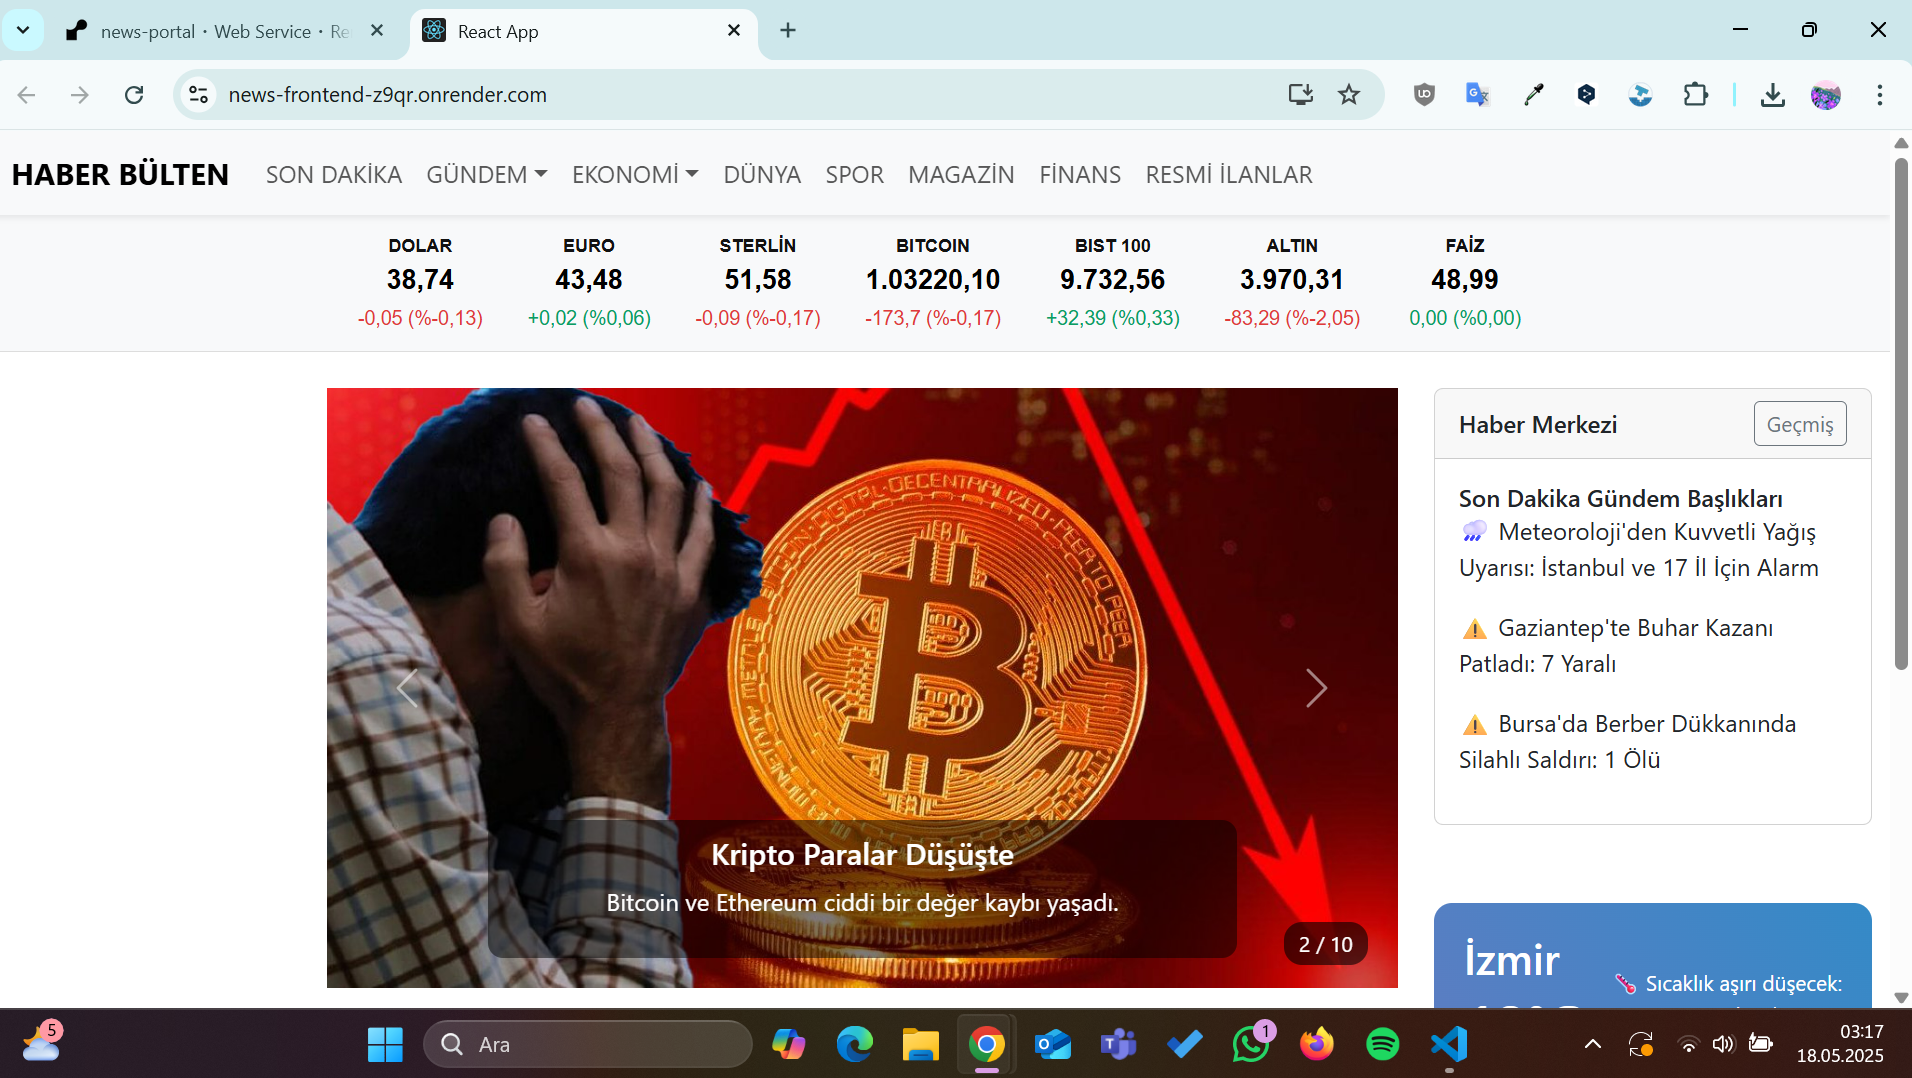 news-portal · Web Service · Re
React App
news-frontend-z9qr.onrender.com
HABER BÜLTEN SON DAKİKA GÜNDEM EKONOMİ DÜNYA SPOR MAGAZİN FİNANS RESMİ İLANLAR
DOLAR EURO STERLİN BITCOIN BIST 100 ALTIN FAİZ
38,74 43,48 51,58 1.03220,10 9.732,56 3.970,31 48,99
-0,05 (%-0,13) +0,02 (%0,06) -0,09 (%-0,17) -173,7 (%-0,17) +32,39 (%0,33) -83,29 (%-2,05) 0,00 (%0,00)
Kripto Paralar Düşüşte
Bitcoin ve Ethereum ciddi bir değer kaybı yaşadı.
2 / 10
Haber Merkezi
Geçmiş
Son Dakika Gündem Başlıkları
Meteoroloji'den Kuvvetli Yağış
Uyarısı: İstanbul ve 17 İl İçin Alarm
Gaziantep'te Buhar Kazanı
Patladı: 7 Yaralı
Bursa'da Berber Dükkanında
Silahlı Saldırı: 1 Ölü
İzmir
Sıcaklık aşırı düşecek:
5
Ara
1
03:17
18.05.2025